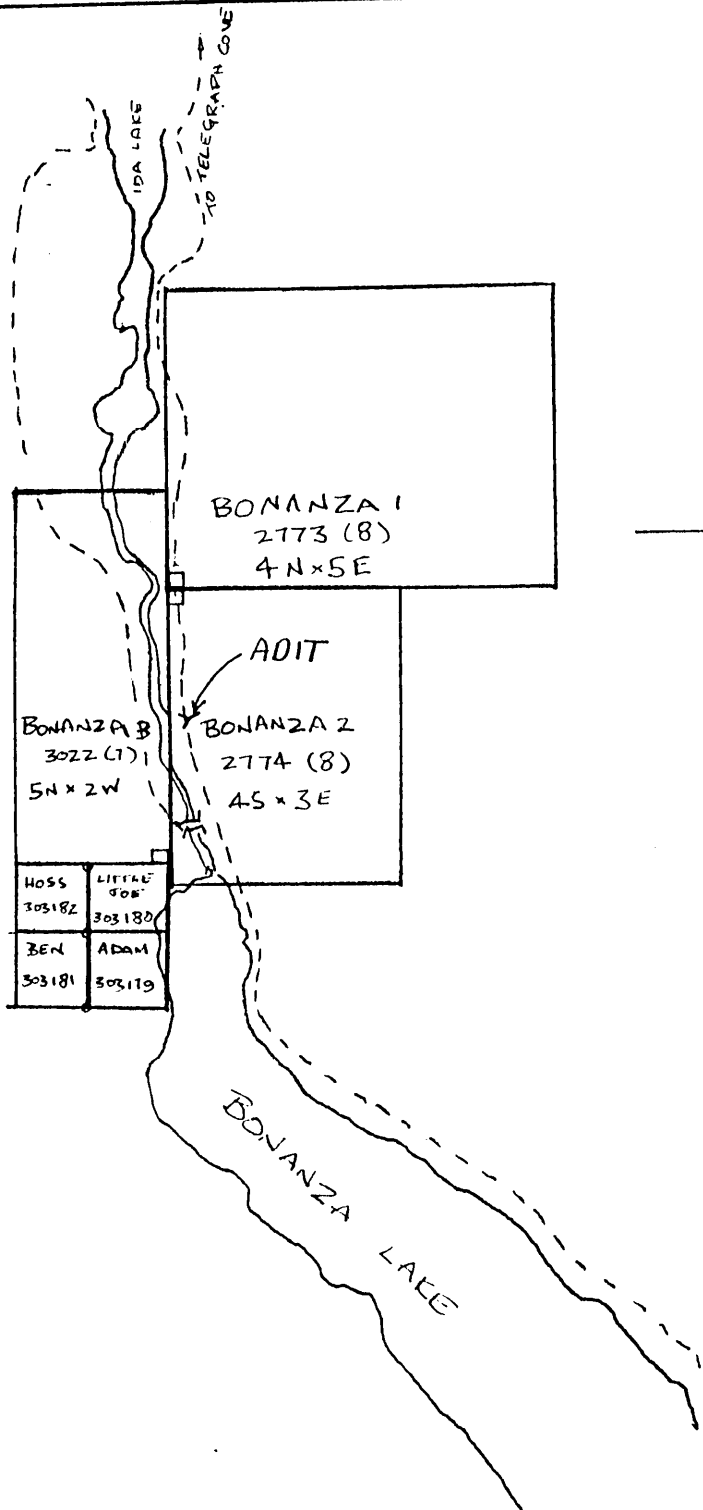 TO TELEGRAPH COVE
IDA LAKE
BONANZA 1
2773 (8)
4N × 5E
ADIT
BONANZA B
3022 (7)
5N × 2W
BONANZA 2
2774 (8)
4S × 3E
HOSS
303182
LITTLE
JOE
303180
BEN
303181
ADAM
303179
BONANZA LAKE